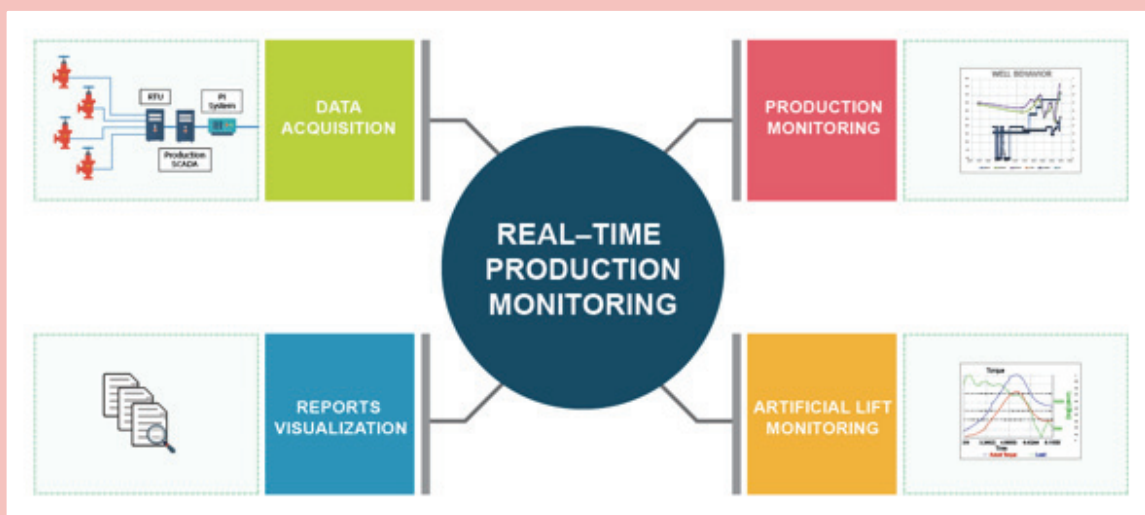 RTU
PI
System
Production
SCADA
DATA
ACQUISITION
REAL–TIME
PRODUCTION
MONITORING
PRODUCTION
MONITORING
WELL BEHAVIOR
REPORTS
VISUALIZATION
ARTIFICIAL LIFT
MONITORING
Torque
Time